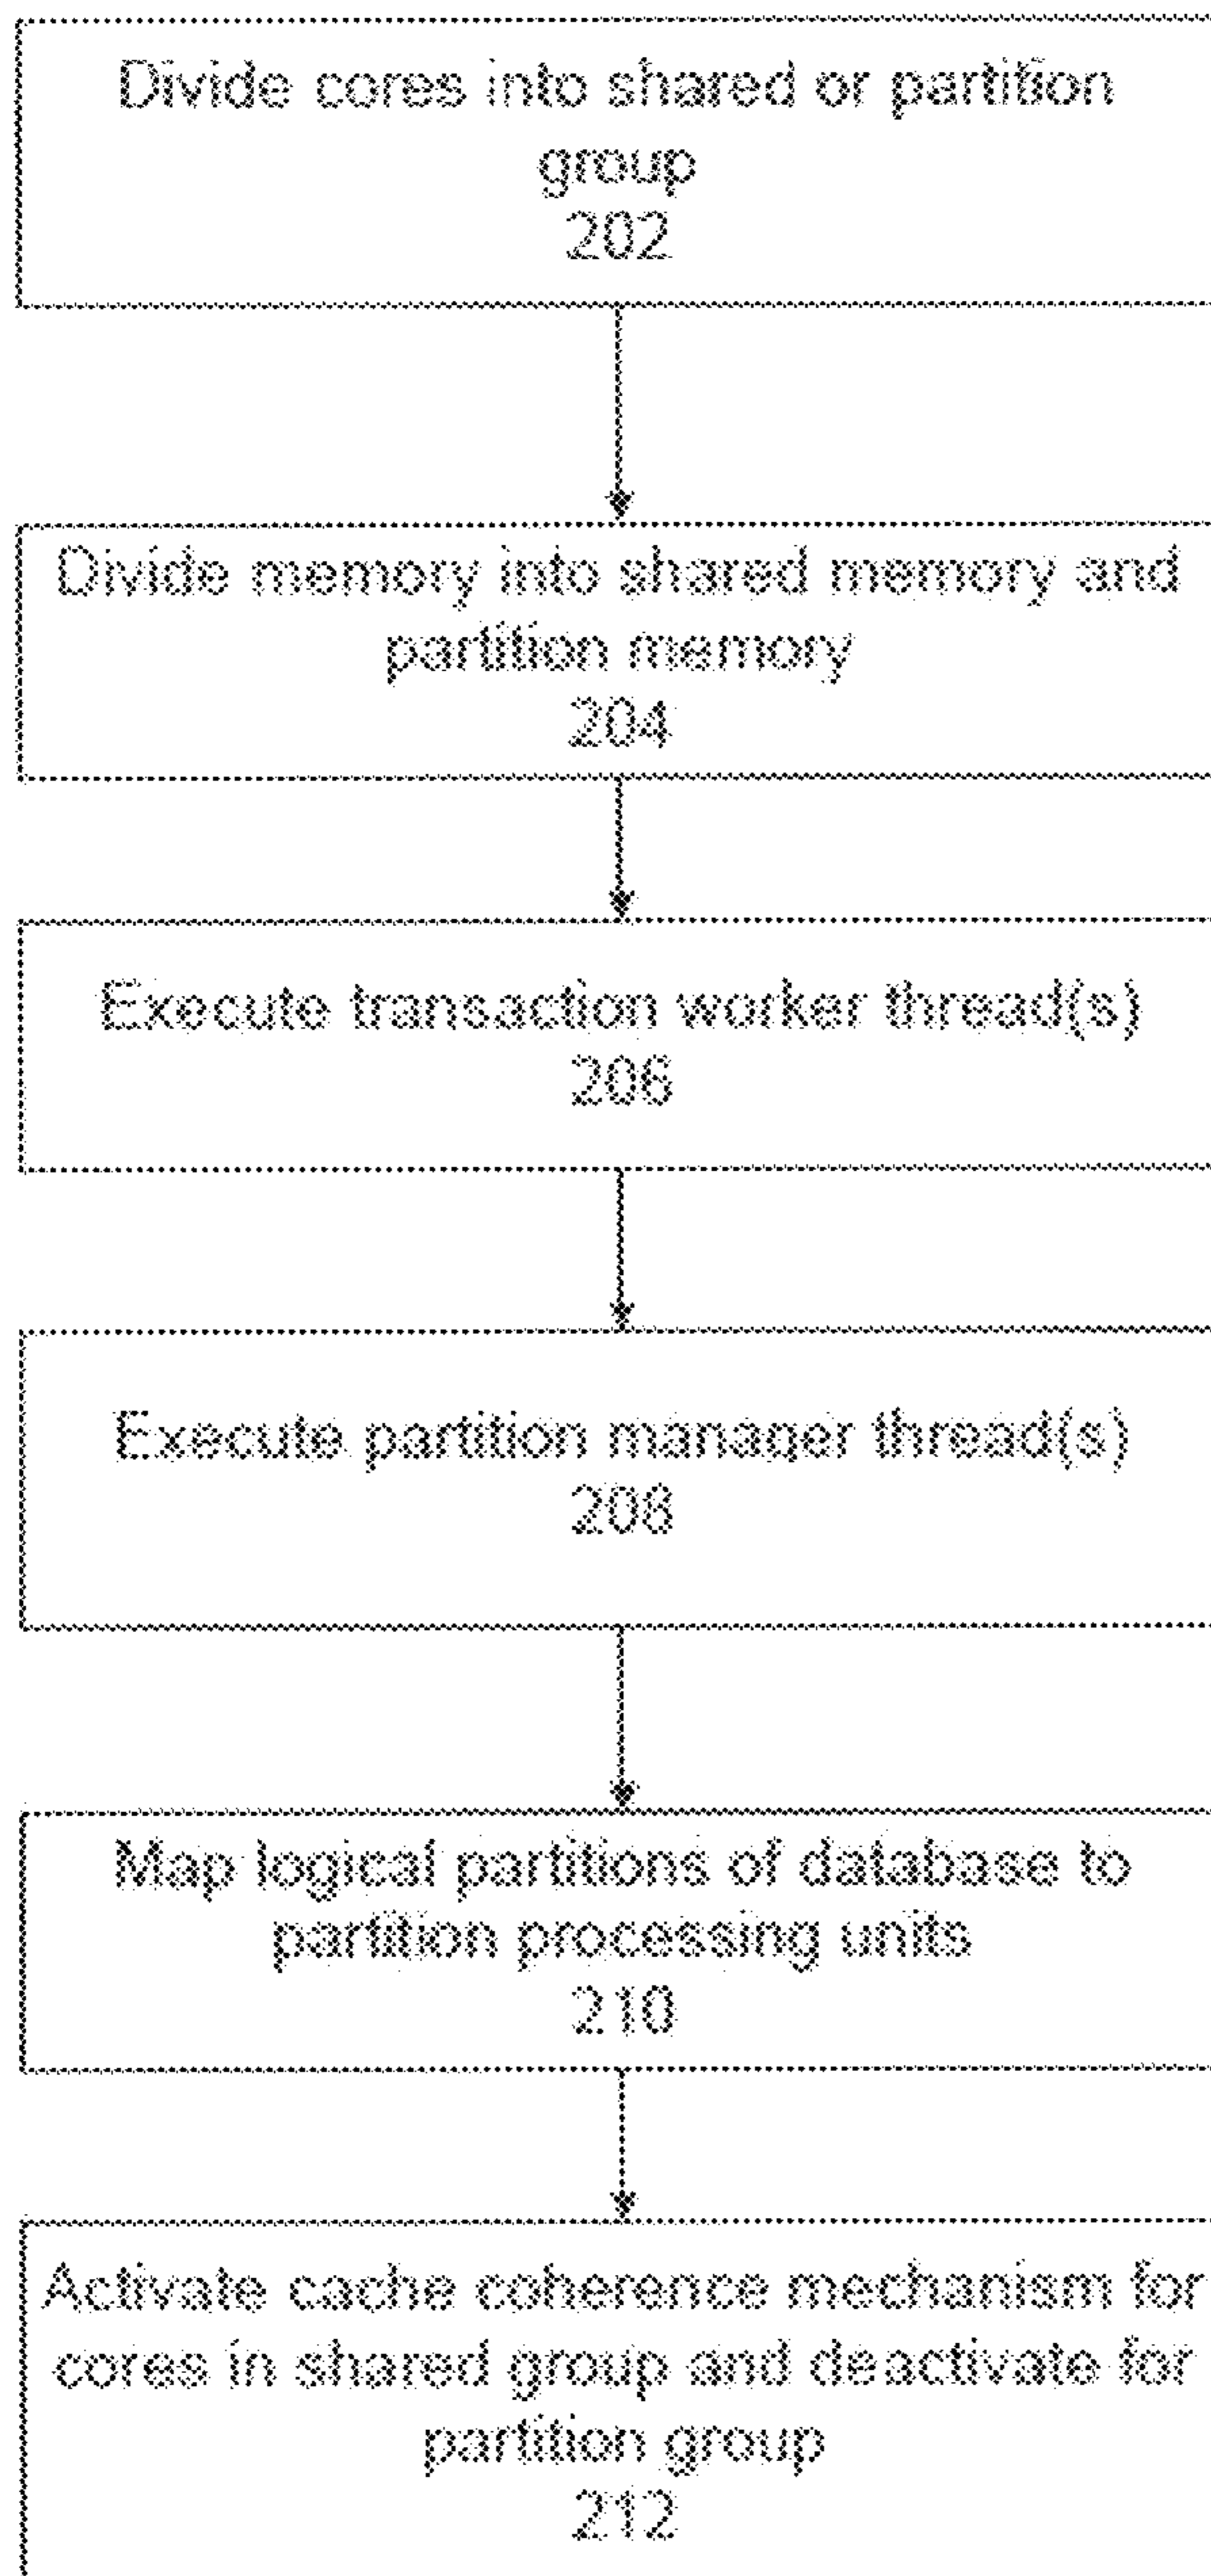 Divide cores into shared or partition
group
202
Divide memory into shared memory and
partition memory
204
Execute transaction worker thread(s)
206
Execute partition manager thread(s)
208
Map logical partitions of database to
partition processing units
210
Activate cache coherence mechanism for
cores in shared group and deactivate for
partition group
212